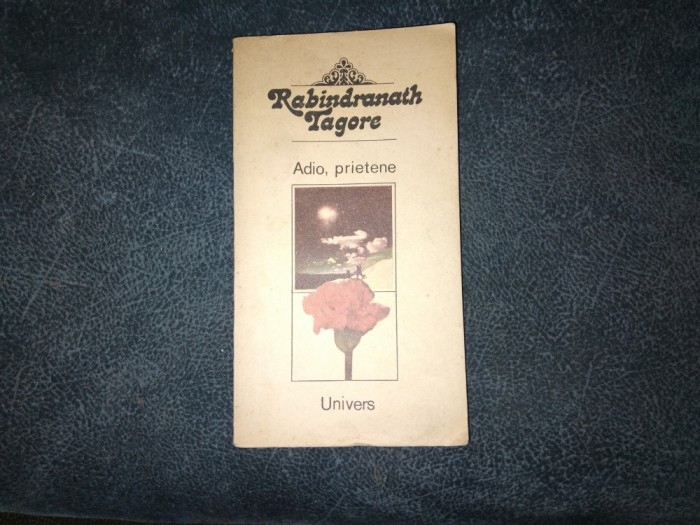 Rabindranath
Tagore
Adio, prietene
Univers